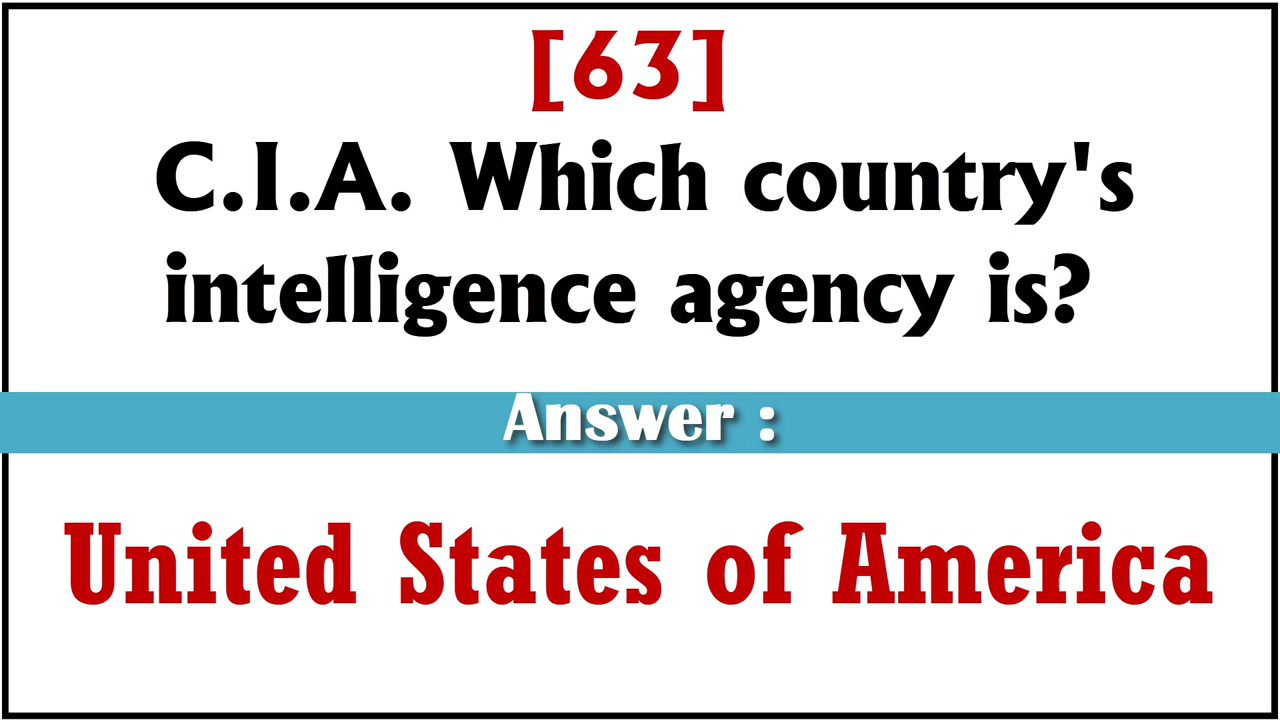 [63]
C.I.A. Which country's
intelligence agency is?
Answer :
United States of America